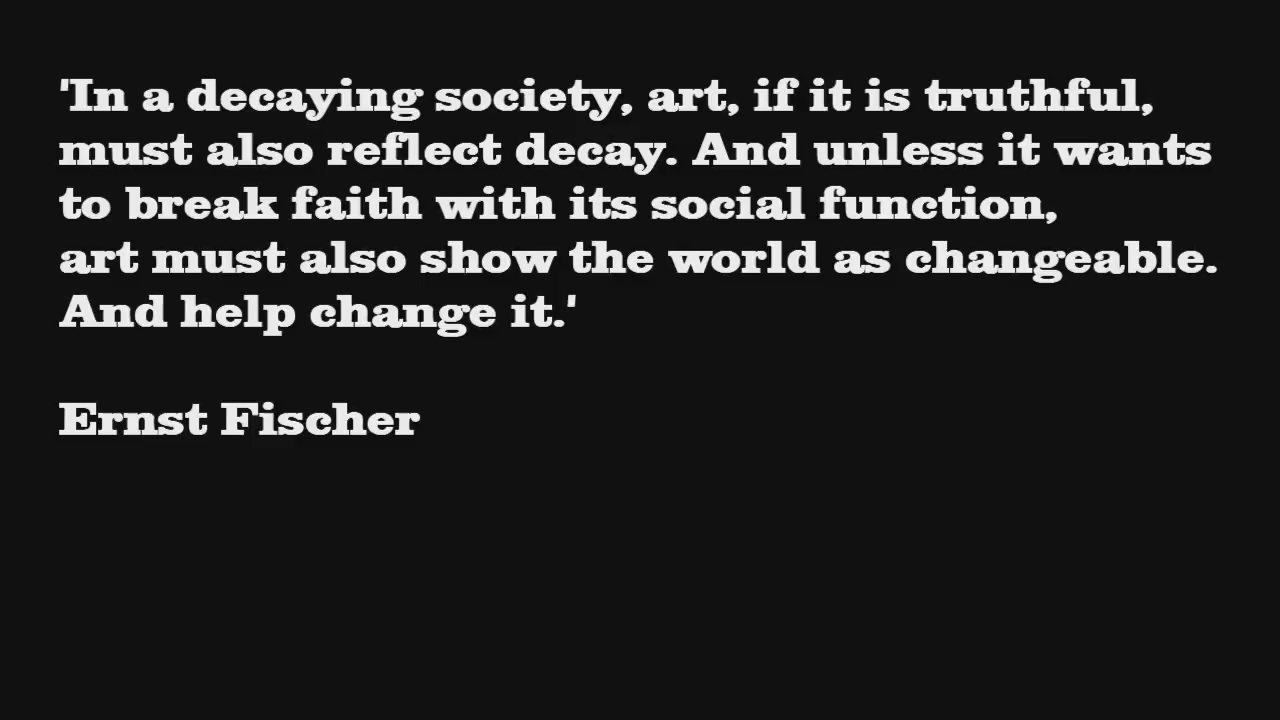 'In a decaying society, art, if it is truthful,
must also reflect decay. And unless it wants
to break faith with its social function,
art must also show the world as changeable.
And help change it.'
Ernst Fischer